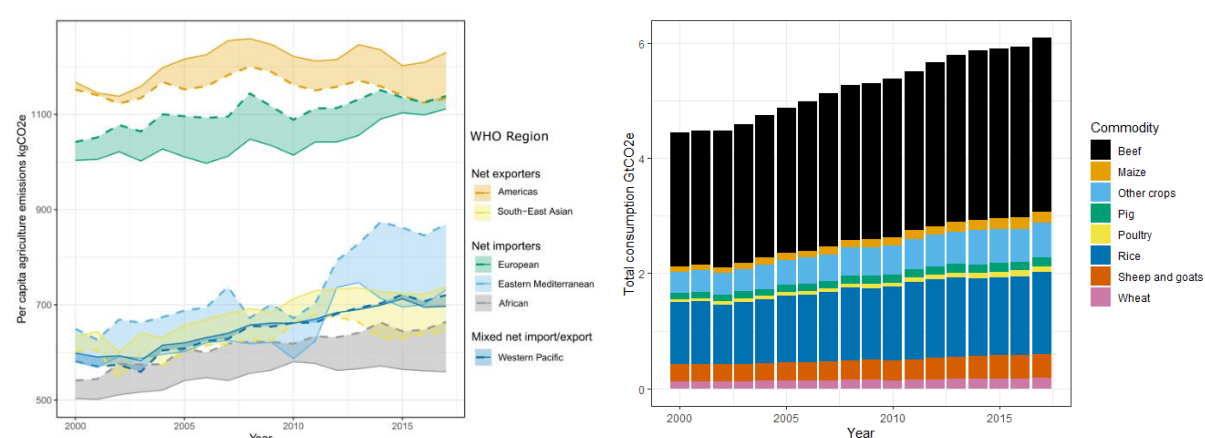 Per capita agriculture emissions kgCO2e
1100
900
700
500
2000
2005
2010
2015
Year
WHO Region
Net exporters
Americas
South-East Asian
Net importers
European
Eastern Mediterranean
African
Mixed net import/export
Western Pacific
Total consumption GtCO2e
6
4
2
0
2000
2005
2010
2015
Year
Commodity
Beef
Maize
Other crops
Pig
Poultry
Rice
Sheep and goats
Wheat